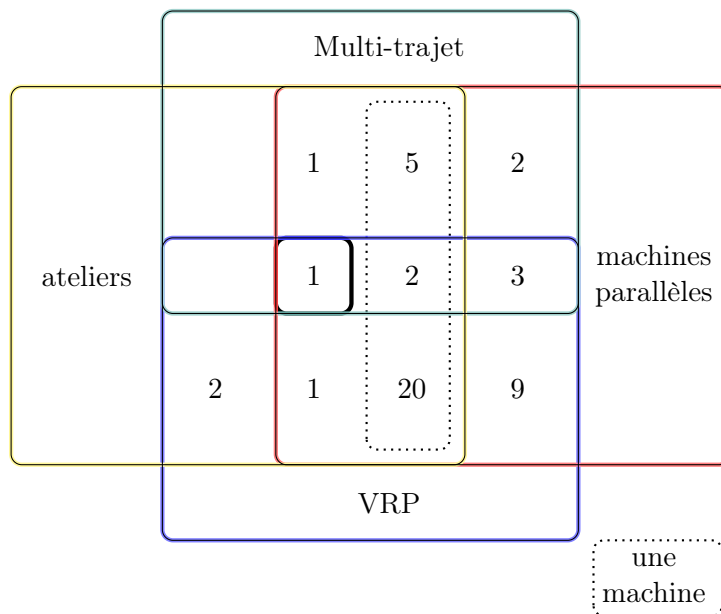 Multi-trajet
1 5 2
ateliers
1 2 3
machines
parallèles
2 1 20 9
VRP
une
machine